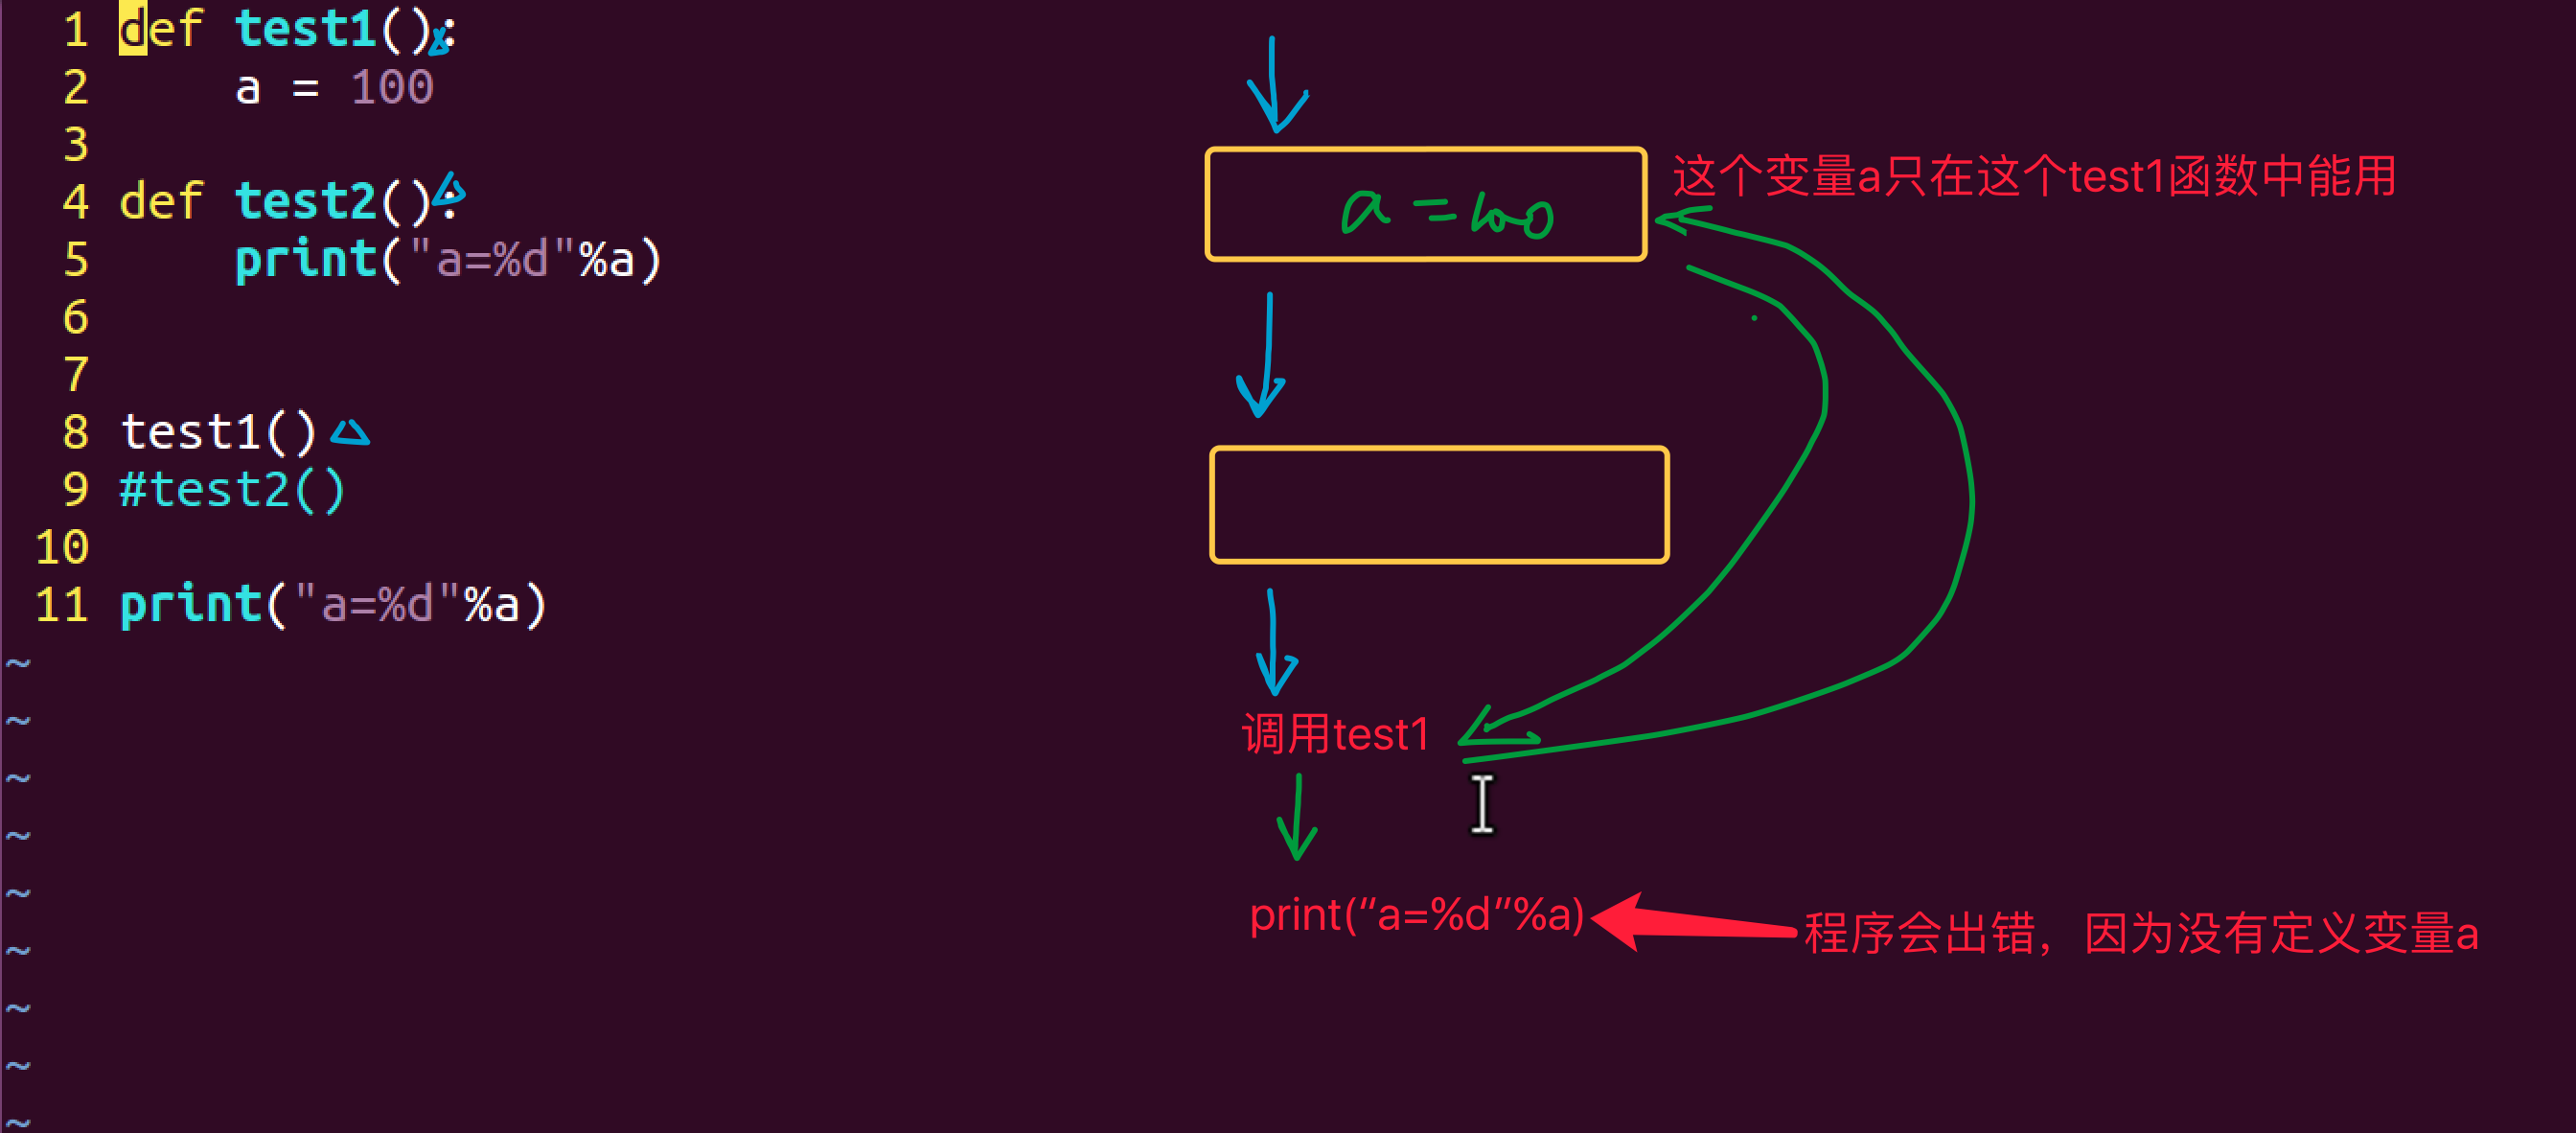 1 def test1():
2     a = 100
3
4 def test2():
5     print("a=%d"%a)
6
7
8 test1()
9 #test2()
10
11 print("a=%d"%a)
~
~
~
~
~
~
~
~
~
a=100
这个变量a只在这个test1函数中能用
调用test1
print(“a=%d”%a)
程序会出错，因为没有定义变量a